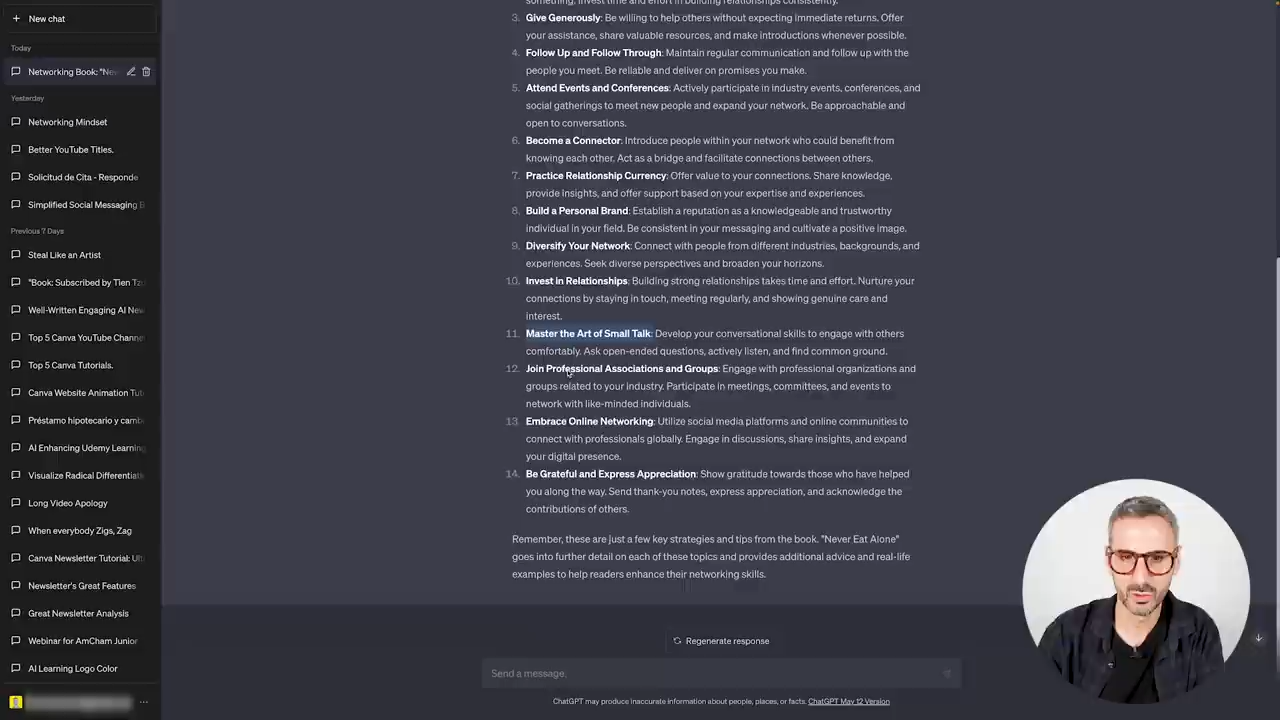 New chat
Today
Networking Book: "Nev
Yesterday
Networking Mindset
Better YouTube Titles.
Solicitud de Cita - Responde
Simplified Social Messaging B
Previous 7 Days
Steal Like an Artist
"Book: Subscribed by Tien Tz
Well-Written Engaging AI New
Top 5 Canva YouTube Channe
Top 5 Canva Tutorials.
Canva Website Animation Tut
Préstamo hipotecario y camb
AI Enhancing Udemy Learning
Visualize Radical Differentiati
Long Video Apology
When everybody Zigs, Zag
Canva Newsletter Tutorial: Ult
Newsletter's Great Features
Great Newsletter Analysis
Webinar for AmCham Junior
AI Learning Logo Color
something. Invest time and effort in building relationships consistently.
3. Give Generously: Be willing to help others without expecting immediate returns. Offer
your assistance, share valuable resources, and make introductions whenever possible.
4. Follow Up and Follow Through: Maintain regular communication and follow up with the
people you meet. Be reliable and deliver on promises you make.
5. Attend Events and Conferences: Actively participate in industry events, conferences, and
social gatherings to meet new people and expand your network. Be approachable and
open to conversations.
6. Become a Connector: Introduce people within your network who could benefit from
knowing each other. Act as a bridge and facilitate connections between others.
7. Practice Relationship Currency: Offer value to your connections. Share knowledge,
provide insights, and offer support based on your expertise and experiences.
8. Build a Personal Brand: Establish a reputation as a knowledgeable and trustworthy
individual in your field. Be consistent in your messaging and cultivate a positive image.
9. Diversify Your Network: Connect with people from different industries, backgrounds, and
experiences. Seek diverse perspectives and broaden your horizons.
10. Invest in Relationships: Building strong relationships takes time and effort. Nurture your
connections by staying in touch, meeting regularly, and showing genuine care and
interest.
11. Master the Art of Small Talk: Develop your conversational skills to engage with others
comfortably. Ask open-ended questions, actively listen, and find common ground.
12. Join Professional Associations and Groups: Engage with professional organizations and
groups related to your industry. Participate in meetings, committees, and events to
network with like-minded individuals.
13. Embrace Online Networking: Utilize social media platforms and online communities to
connect with professionals globally. Engage in discussions, share insights, and expand
your digital presence.
14. Be Grateful and Express Appreciation: Show gratitude towards those who have helped
you along the way. Send thank-you notes, express appreciation, and acknowledge the
contributions of others.
Remember, these are just a few key strategies and tips from the book. "Never Eat Alone"
goes into further detail on each of these topics and provides additional advice and real-life
examples to help readers enhance their networking skills.
Regenerate response
Send a message.
ChatGPT may produce inaccurate information about people, places, or facts. ChatGPT May 12 Version